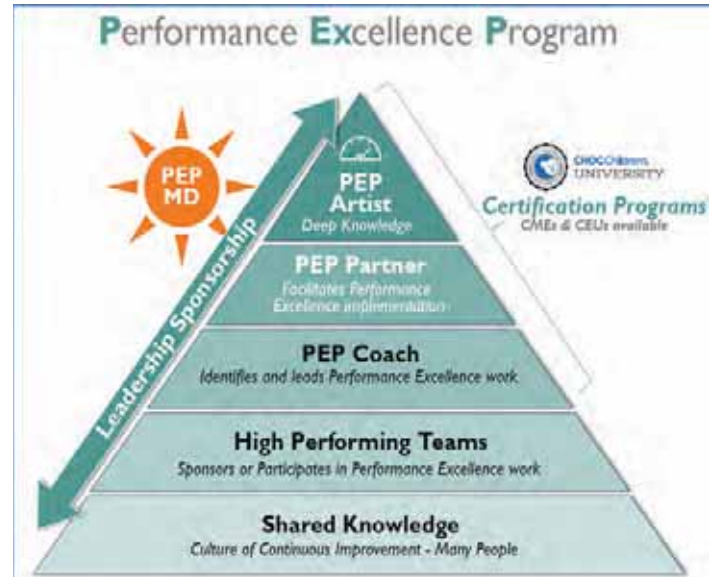 Performance Excellence Program
PEP
MD
Leadership Sponsorship
PEP
Artist
Deep Knowledge
CHOC Children's
UNIVERSITY
Certification Programs
CMEs & CEUs available
PEP Partner
Facilitates Performance
Excellence implementation
PEP Coach
Identifies and leads Performance Excellence work
High Performing Teams
Sponsors or Participates in Performance Excellence work
Shared Knowledge
Culture of Continuous Improvement - Many People